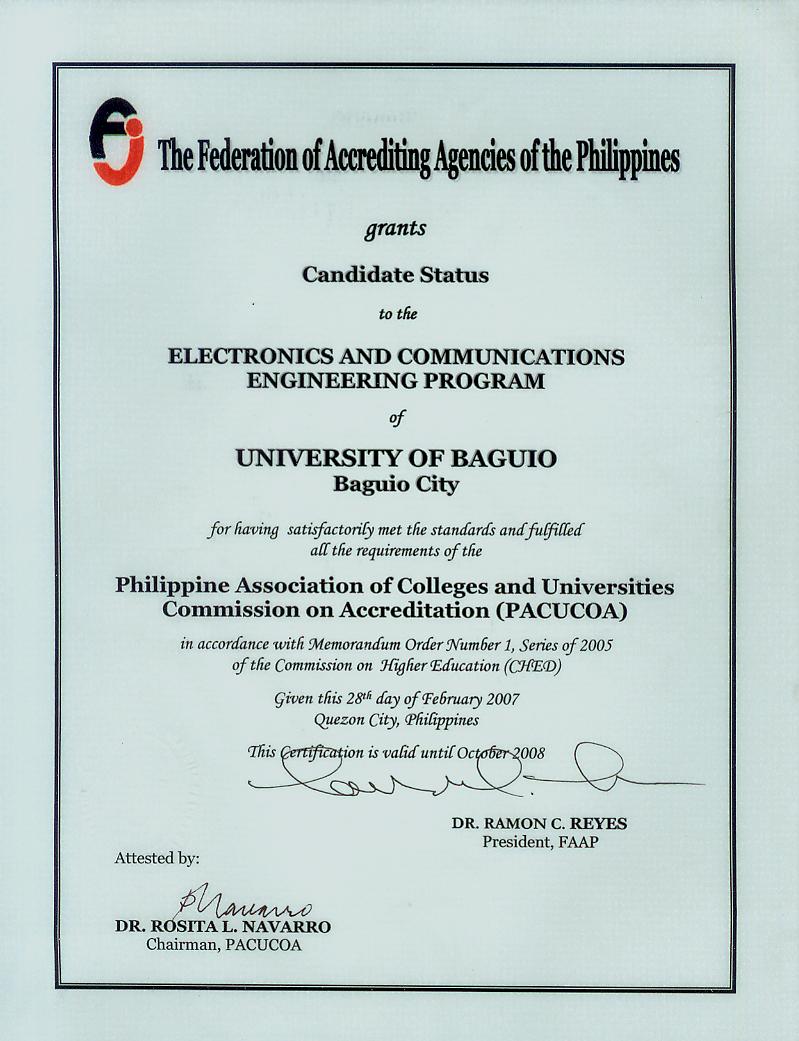 The Federation of Accrediting Agencies of the Philippines
grants
Candidate Status
to the
ELECTRONICS AND COMMUNICATIONS
ENGINEERING PROGRAM
of
UNIVERSITY OF BAGUIO
Baguio City
for having satisfactorily met the standards and fulfilled
all the requirements of the
Philippine Association of Colleges and Universities
Commission on Accreditation (PACUCOA)
in accordance with Memorandum Order Number 1, Series of 2005
of the Commission on Higher Education (CHED)
Given this 28th day of February 2007
Quezon City, Philippines
This Certification is valid until October 2008
DR. RAMON C. REYES
President, FAAP
Attested by:
DR. ROSITA L. NAVARRO
Chairman, PACUCOA